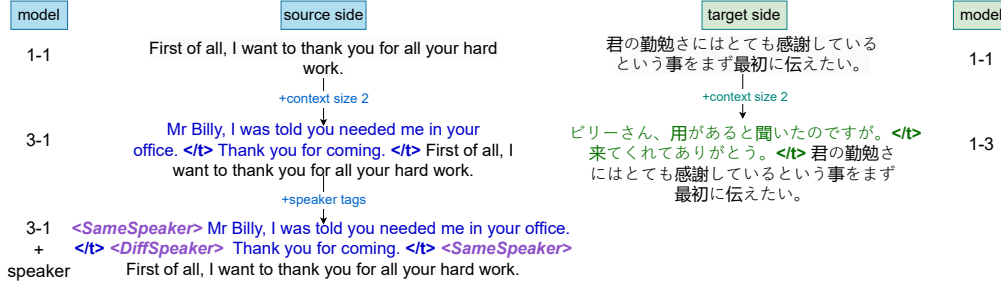 model
source side
target side
model
1-1
First of all, I want to thank you for all your hard
work.
君の勤勉さにはとても感謝している
という事をまず最初に伝えたい。
1-1
+context size 2
+context size 2
3-1
Mr Billy, I was told you needed me in your
office. </t> Thank you for coming. </t> First of all, I
want to thank you for all your hard work.
ビリーさん、用があると聞いたのですが。</t>
来てくれてありがとう。</t> 君の勤勉さ
にはとても感謝しているという事をまず
最初に伝えたい。
1-3
+speaker tags
3-1
+
speaker
<SameSpeaker> Mr Billy, I was told you needed me in your office.
</t> <DiffSpeaker> Thank you for coming. </t> <SameSpeaker>
First of all, I want to thank you for all your hard work.